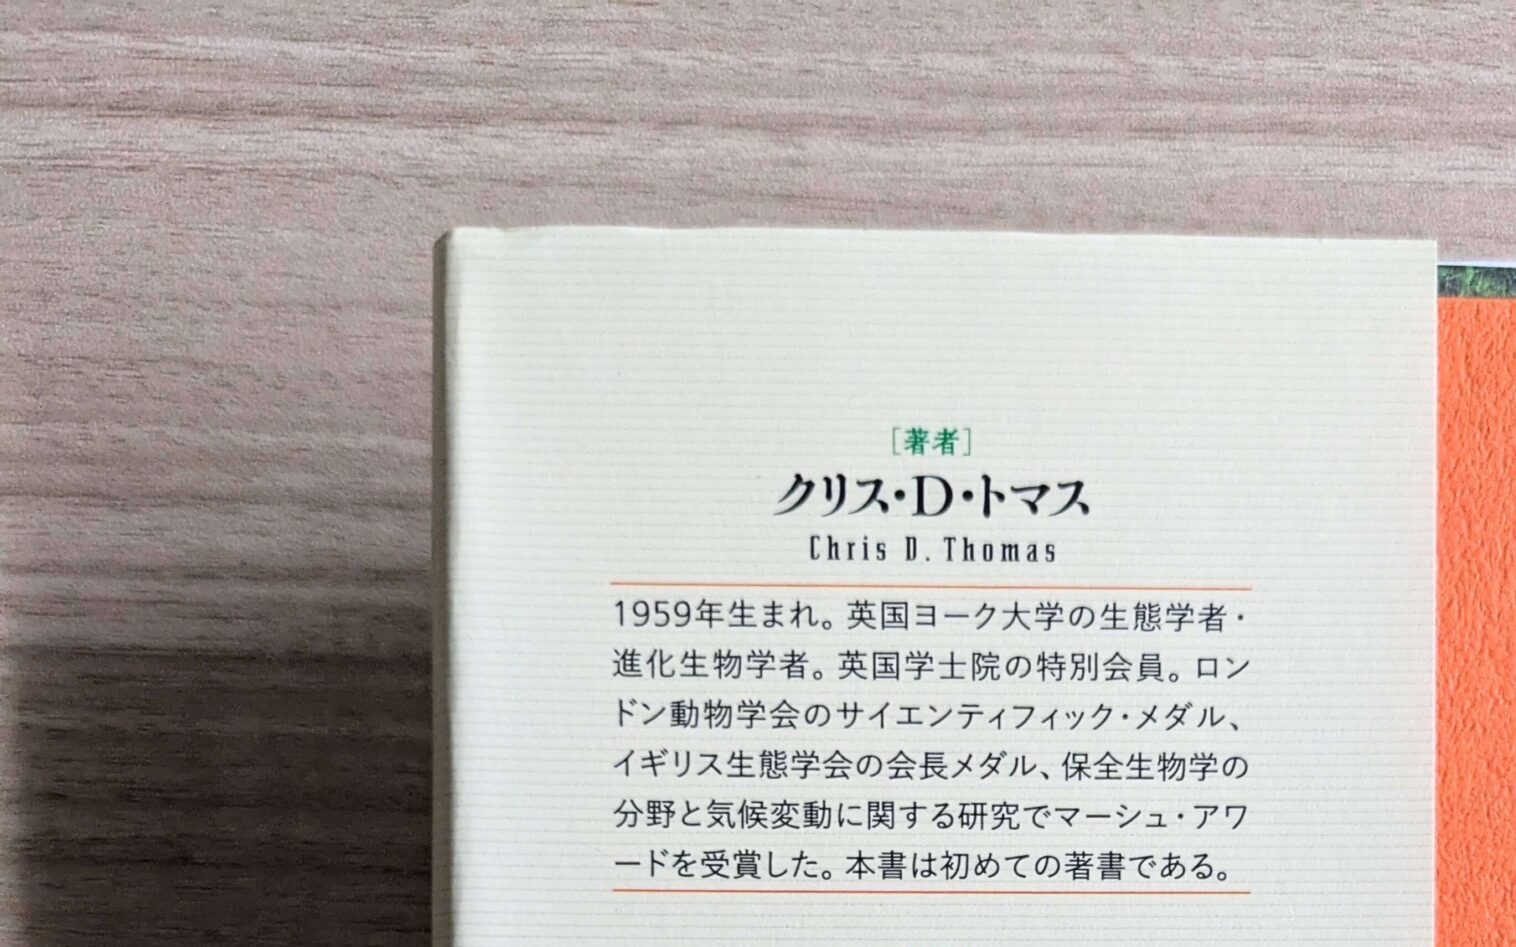 [著者]
クリス・D・トマス
Chris D. Thomas
1959年生まれ。英国ヨーク大学の生態学者・
進化生物学者。英国学士院の特別会員。ロン
ドン動物学会のサイエンティフィック・メダル、
イギリス生態学会の会長メダル、保全生物学の
分野と気候変動に関する研究でマーシュ・アワ
ードを受賞した。本書は初めての著書である。